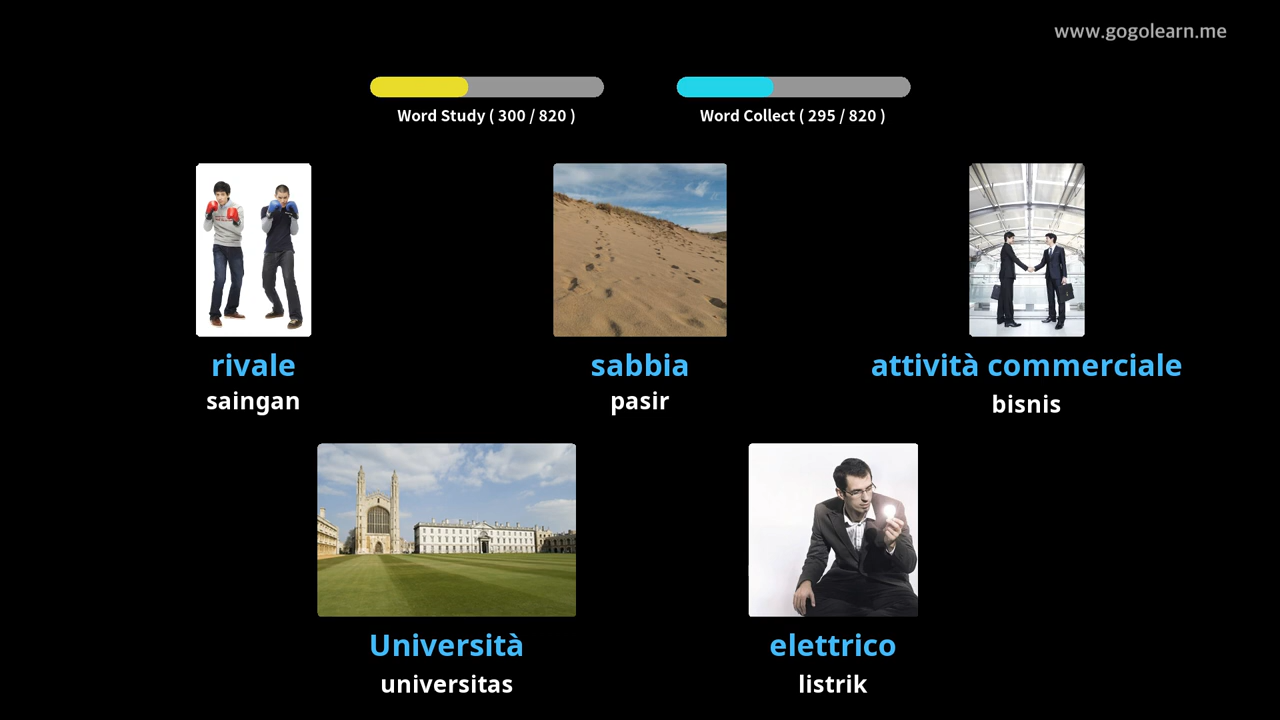 www.gogolearn.me
Word Study ( 300 / 820 )
Word Collect ( 295 / 820 )
rivale
saingan
sabbia
pasir
attività commerciale
bisnis
Università
universitas
elettrico
listrik